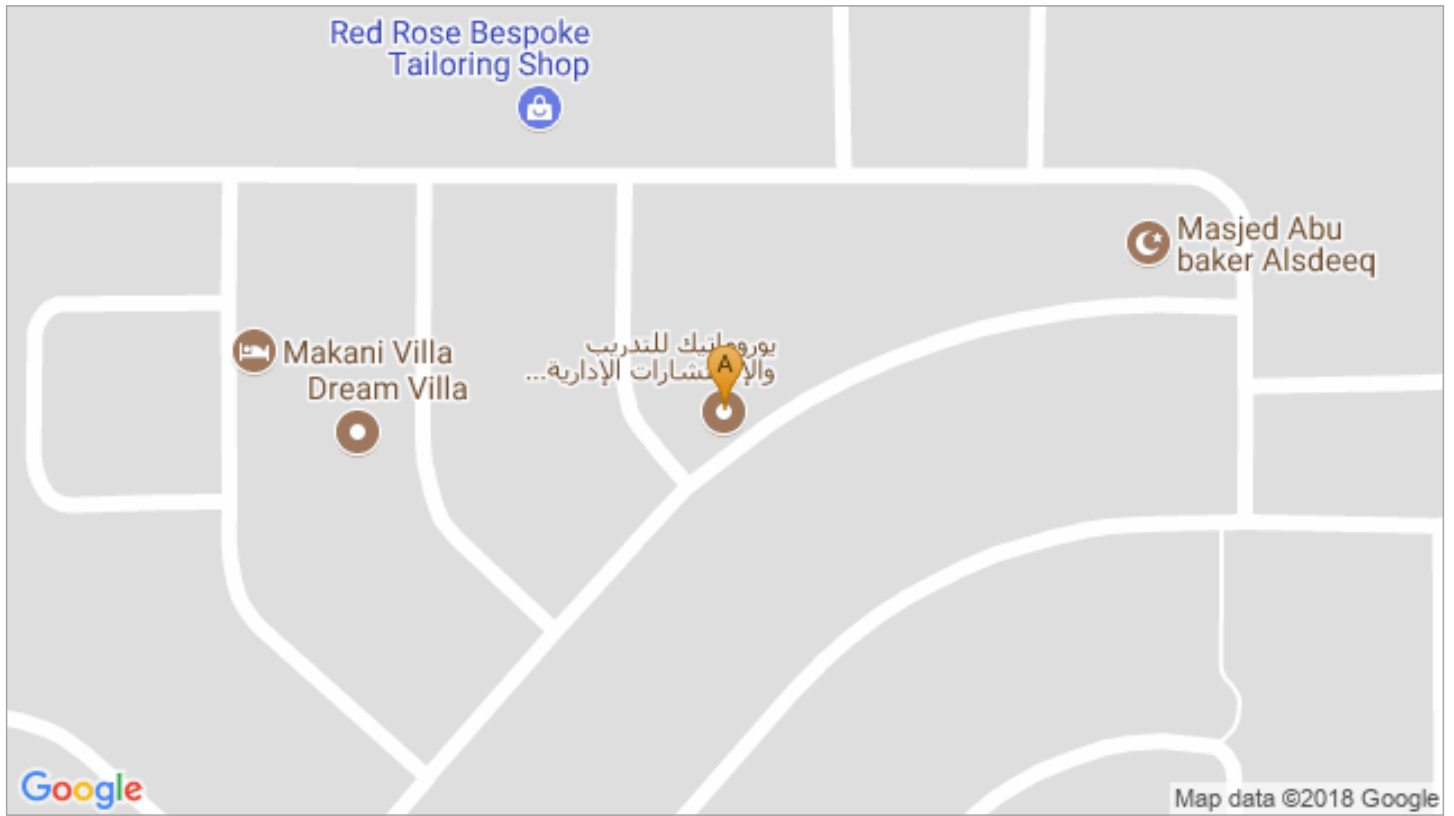 Red Rose Bespoke
Tailoring Shop
Masjed Abu
baker Alsdeeq
للتدريب
الإدارية...
A
Makani Villa
Dream Villa
Google
Map data ©2018 Google